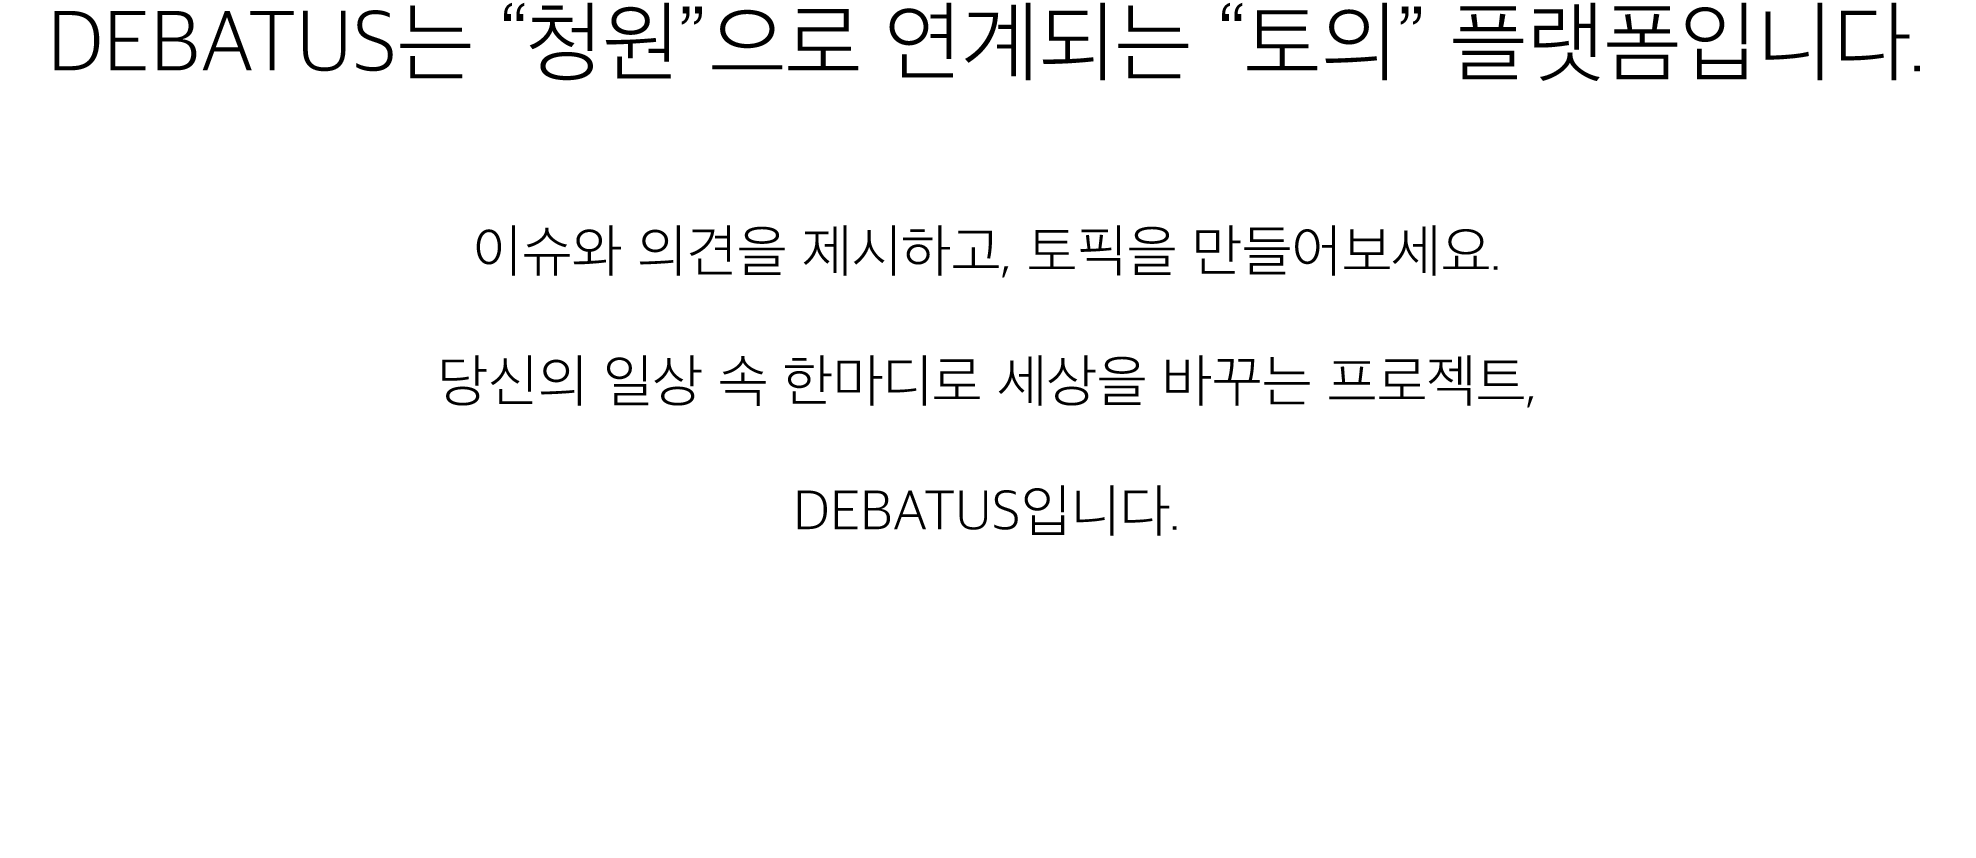 DEBATUS는 “청원”으로 연계되는 “토의” 플랫폼입니다.
이슈와 의견을 제시하고, 토픽을 만들어보세요.
당신의 일상 속 한마디로 세상을 바꾸는 프로젝트,
DEBATUS입니다.